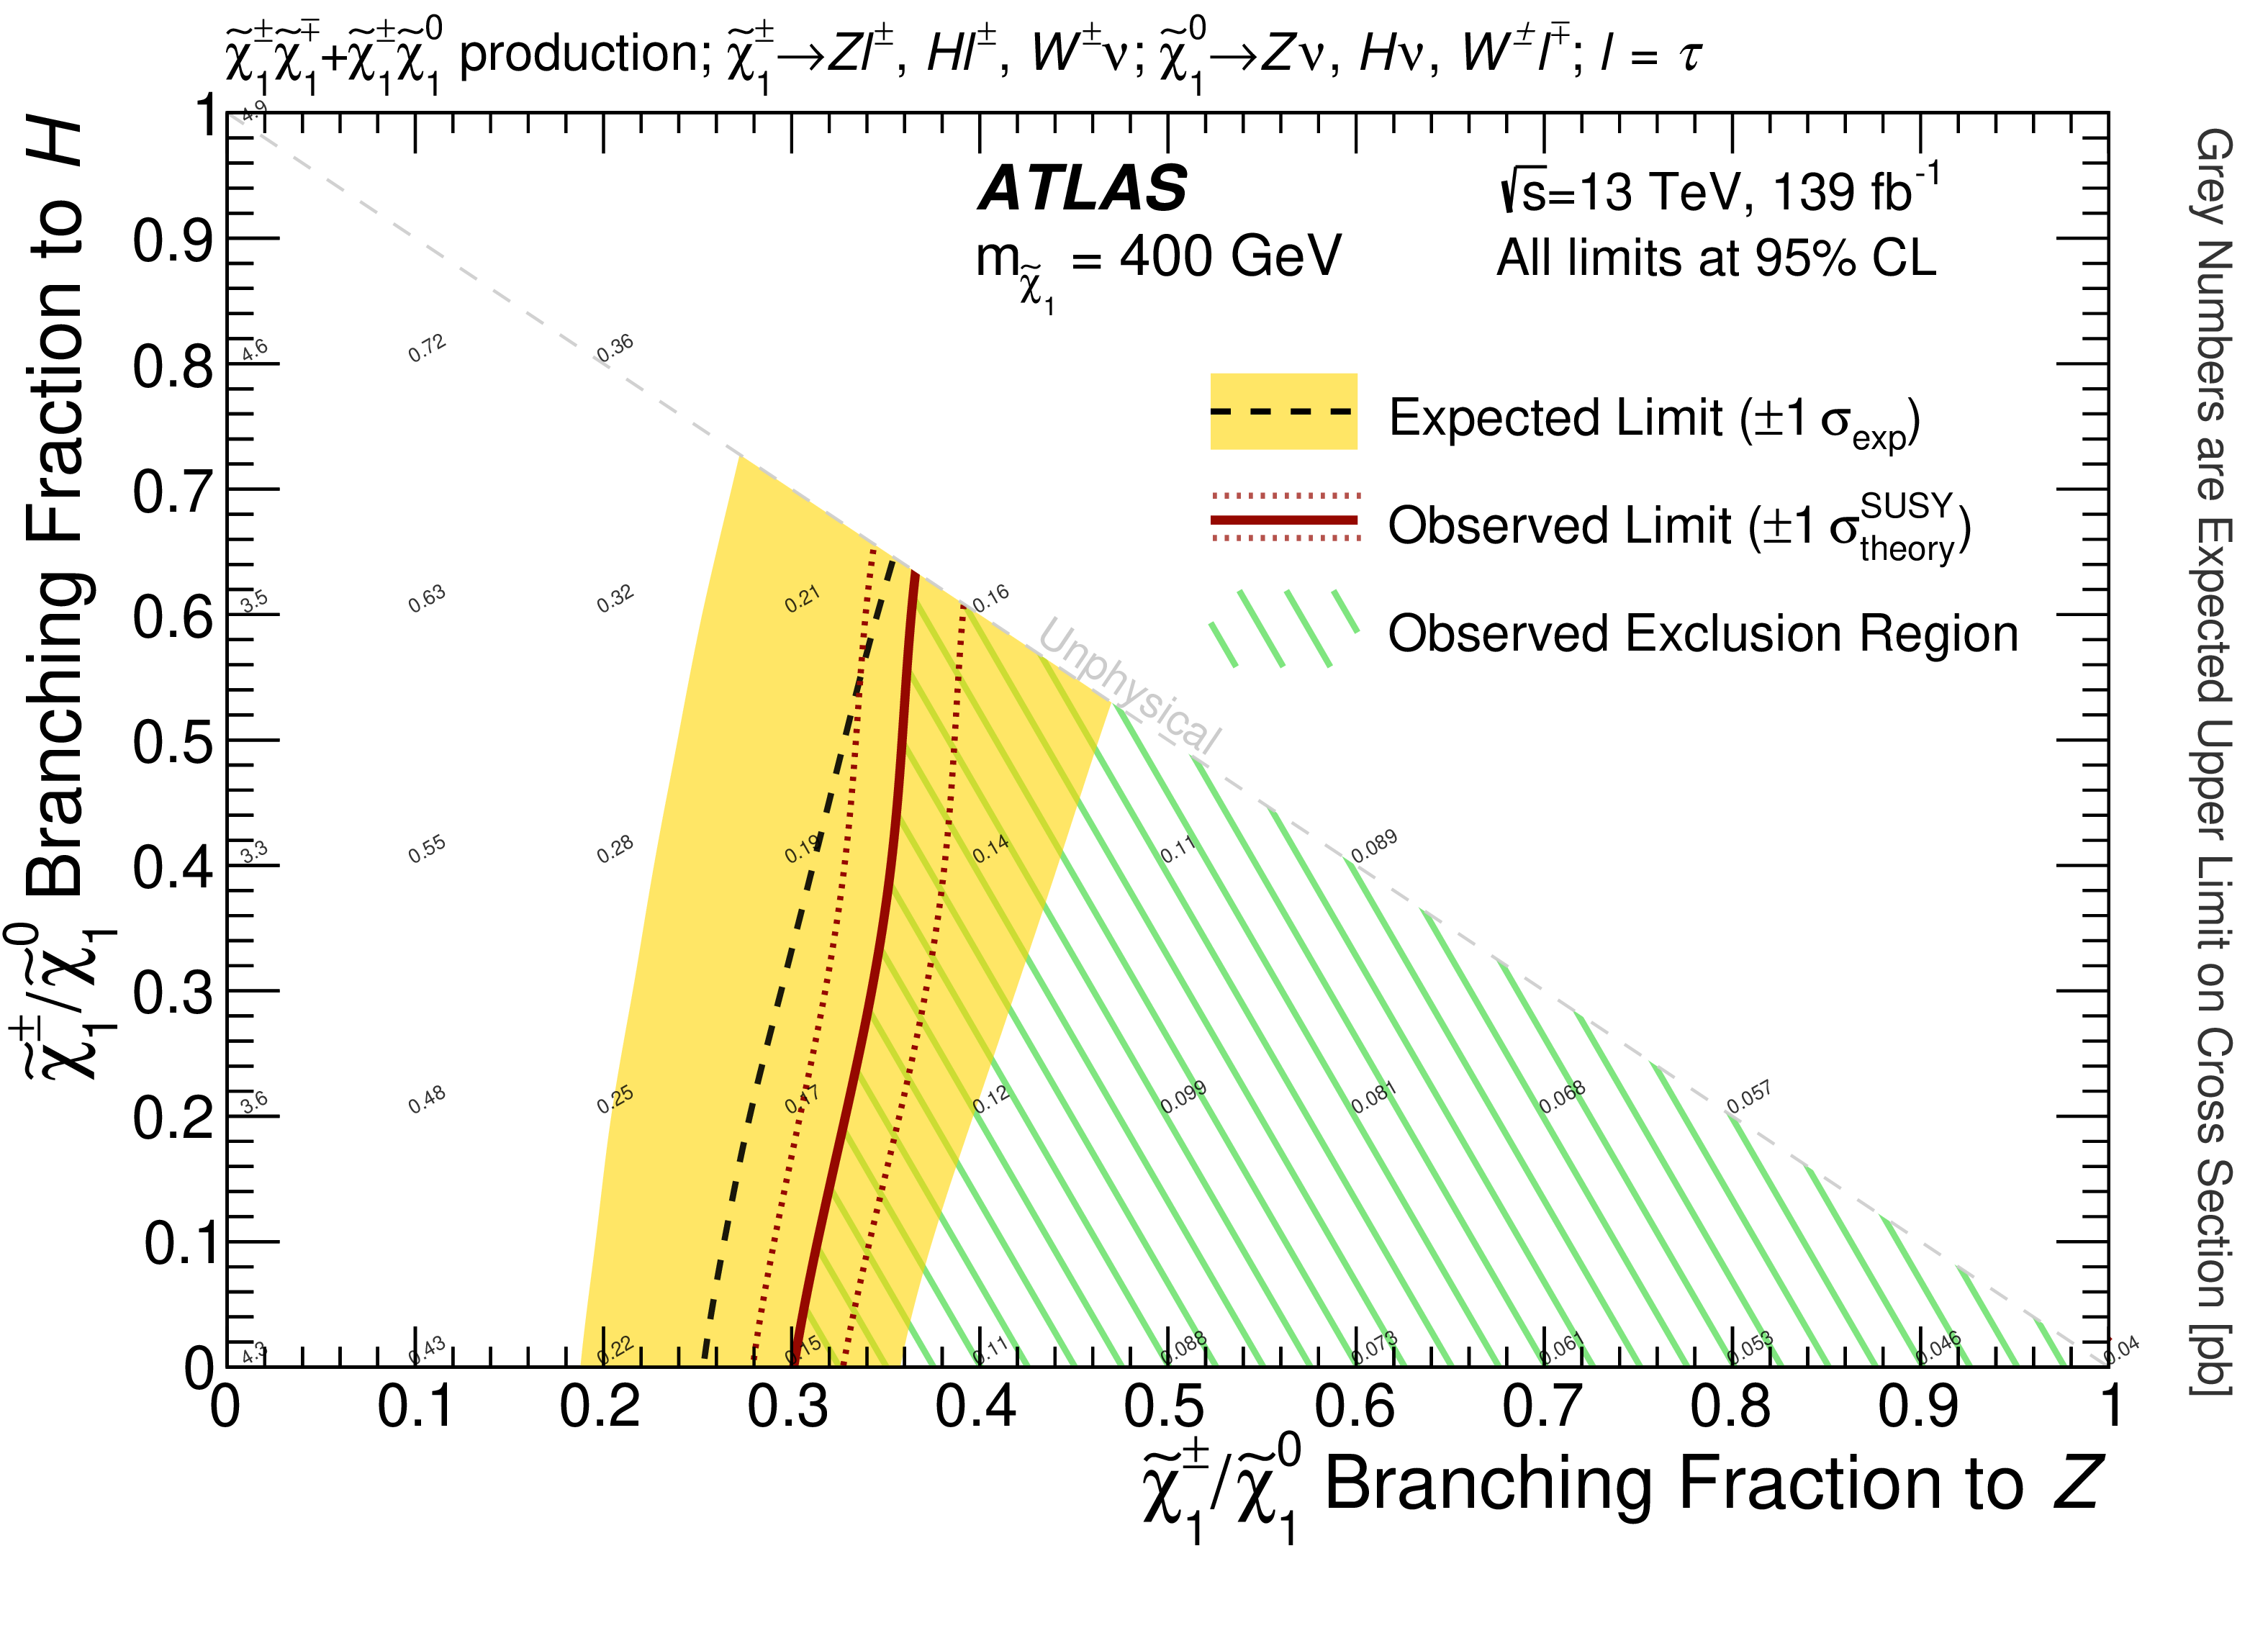 χ̃₁±χ̃₁∓+χ̃₁±χ̃₁⁰ production; χ̃₁±→Zl±, Hl±, W±ν; χ̃₁⁰→Zν, Hν, W±l∓; l = τ
ATLAS
m_χ̃₁ = 400 GeV
√s=13 TeV, 139 fb⁻¹
All limits at 95% CL
Expected Limit (±1 σ_exp)
Observed Limit (±1 σ_theory^SUSY)
Observed Exclusion Region
Unphysical
χ̃₁±/χ̃₁⁰ Branching Fraction to H
1
0.9
0.8
0.7
0.6
0.5
0.4
0.3
0.2
0.1
0
4.9
4.6 0.72 0.36
3.5 0.63 0.32 0.21 0.16
3.3 0.55 0.28 0.19 0.14 0.11 0.089
3.6 0.48 0.25 0.17 0.12 0.099 0.081 0.068 0.057
4.3 0.43 0.22 0.15 0.11 0.088 0.073 0.061 0.053 0.046 0.04
0 0.1 0.2 0.3 0.4 0.5 0.6 0.7 0.8 0.9 1
χ̃₁±/χ̃₁⁰ Branching Fraction to Z
Grey Numbers are Expected Upper Limit on Cross Section [pb]